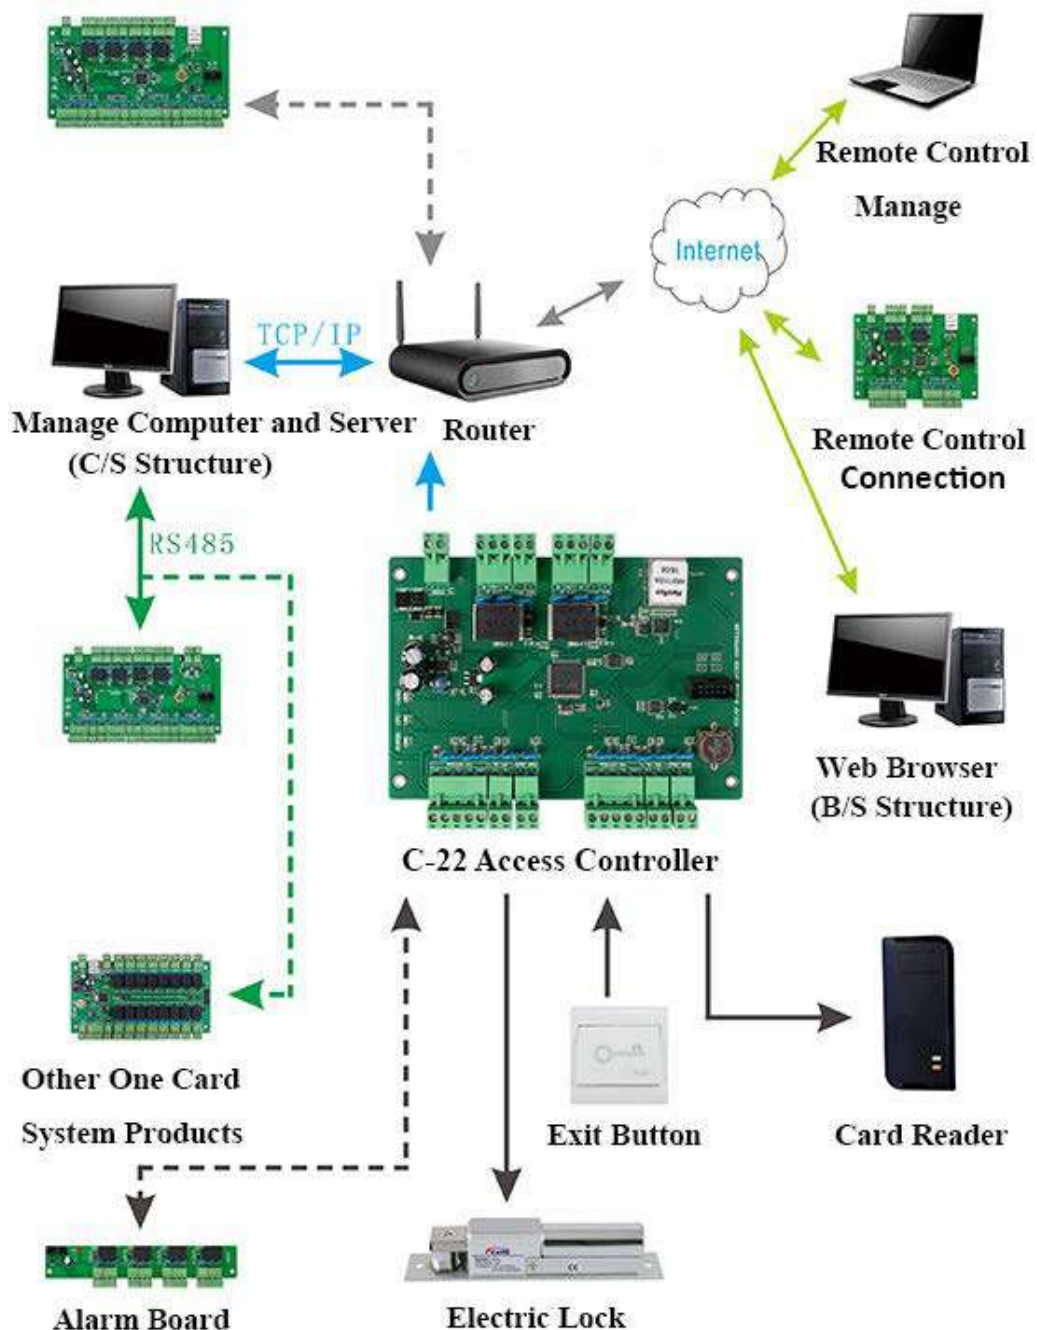 Remote Control
Manage
Internet
TCP/IP
Manage Computer and Server
(C/S Structure)
Router
Remote Control
Connection
RS485
Web Browser
(B/S Structure)
C-22 Access Controller
Other One Card
System Products
Exit Button
Card Reader
Alarm Board
Electric Lock